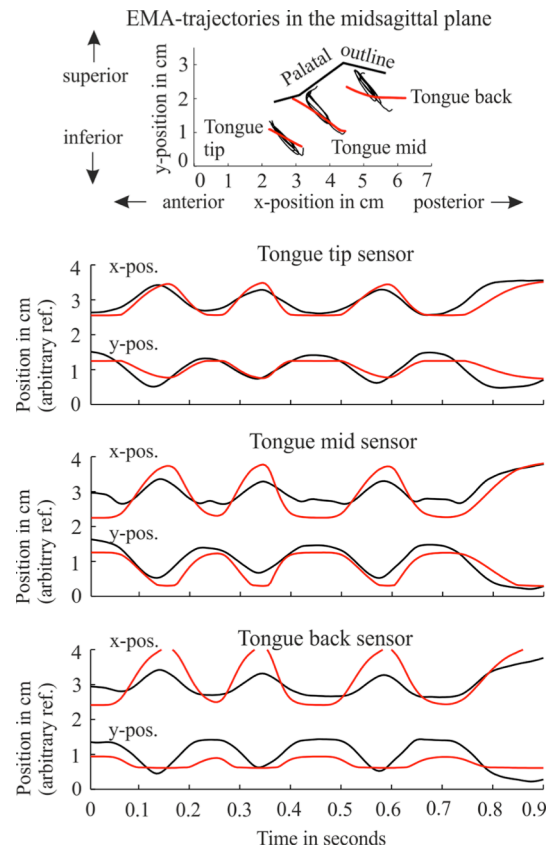 EMA-trajectories in the midsagittal plane
superior
inferior
y-position in cm
4
3
2
1
0
Palatal outline
Tongue back
Tongue tip
Tongue mid
0 1 2 3 4 5 6 7
anterior x-position in cm posterior
Tongue tip sensor
Position in cm
(arbitrary ref.)
x-pos.
y-pos.
4
3
2
1
0
Tongue mid sensor
Position in cm
(arbitrry ref.)
x-pos.
y-pos.
4
3
2
1
0
Tongue back sensor
Position in cm
(arbitrary ref.)
x-pos.
y-pos.
4
3
2
1
0
0 0.1 0.2 0.3 0.4 0.5 0.6 0.7 0.8 0.9
Time in seconds